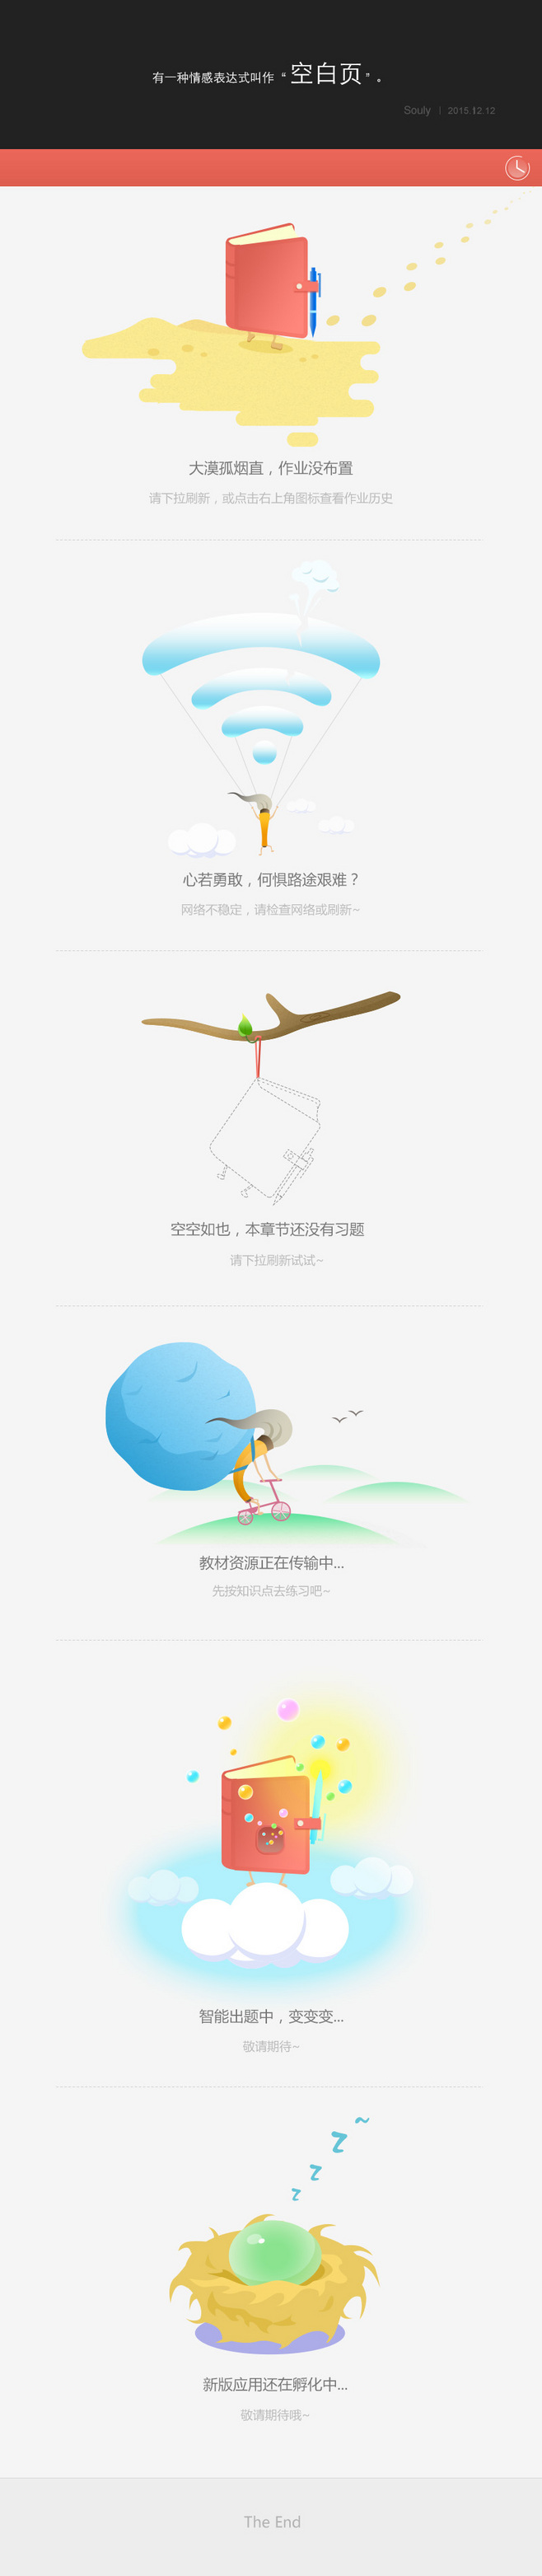 有一种情感表达式叫作 “ 空白页 ” 。
Souly | 2015.12.12
大漠孤烟直，作业没布置
请下拉刷新，或点击右上角图标查看作业历史
心若勇敢，何惧路途艰难？
网络不稳定，请检查网络或刷新~
空空如也，本章节还没有习题
请下拉刷新试试~
教材资源正在传输中...
先按知识点去练习吧~
智能出题中，变变变...
敬请期待~
z
z
z
~
新版应用还在孵化中...
敬请期待哦~
The End